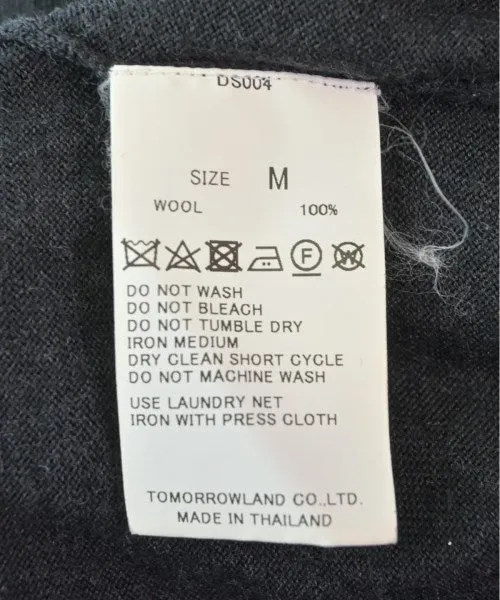 DS004
SIZE M
WOOL 100%
F W
DO NOT WASH
DO NOT BLEACH
DO NOT TUMBLE DRY
IRON MEDIUM
DRY CLEAN SHORT CYCLE
DO NOT MACHINE WASH
USE LAUNDRY NET
IRON WITH PRESS CLOTH
TOMORROWLAND CO.,LTD.
MADE IN THAILAND